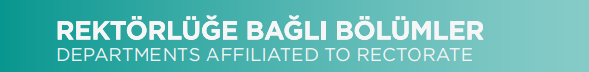 REKTÖRLÜĞE BAĞLI BÖLÜMLER
DEPARTMENTS AFFILIATED TO RECTORATE